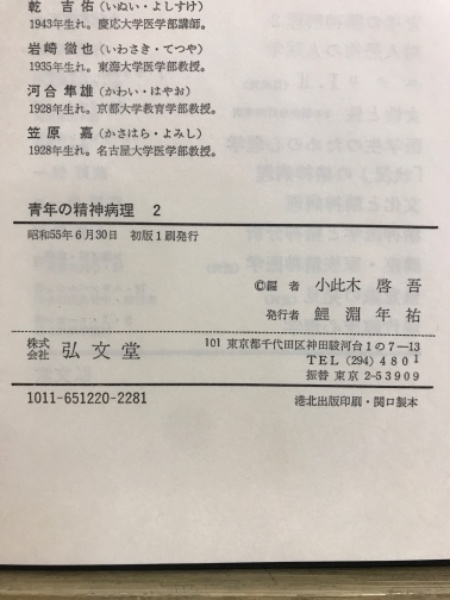 乾 吉佑(いぬい・よしすけ)
1943年生れ。慶応大学医学部講師。
岩崎徹也(いわさき・てつや)
1935年生れ。東海大学医学部教授。
河合隼雄(かわい・はやお)
1928年生れ。京都大学教育学部教授。
笠原 嘉(かさはら・よみし)
1928年生れ。名古屋大学医学部教授。
青年の精神病理 2
昭和55年6月30日 初版1刷発行
©編者 小此木啓吾
発行者 鯉淵年祐
株式会社 弘文堂
101 東京都千代田区神田駿河台1の7―13
TEL(294)4801
振替 東京 2-53909
1011-651220-2281
港北出版印刷・関口製本